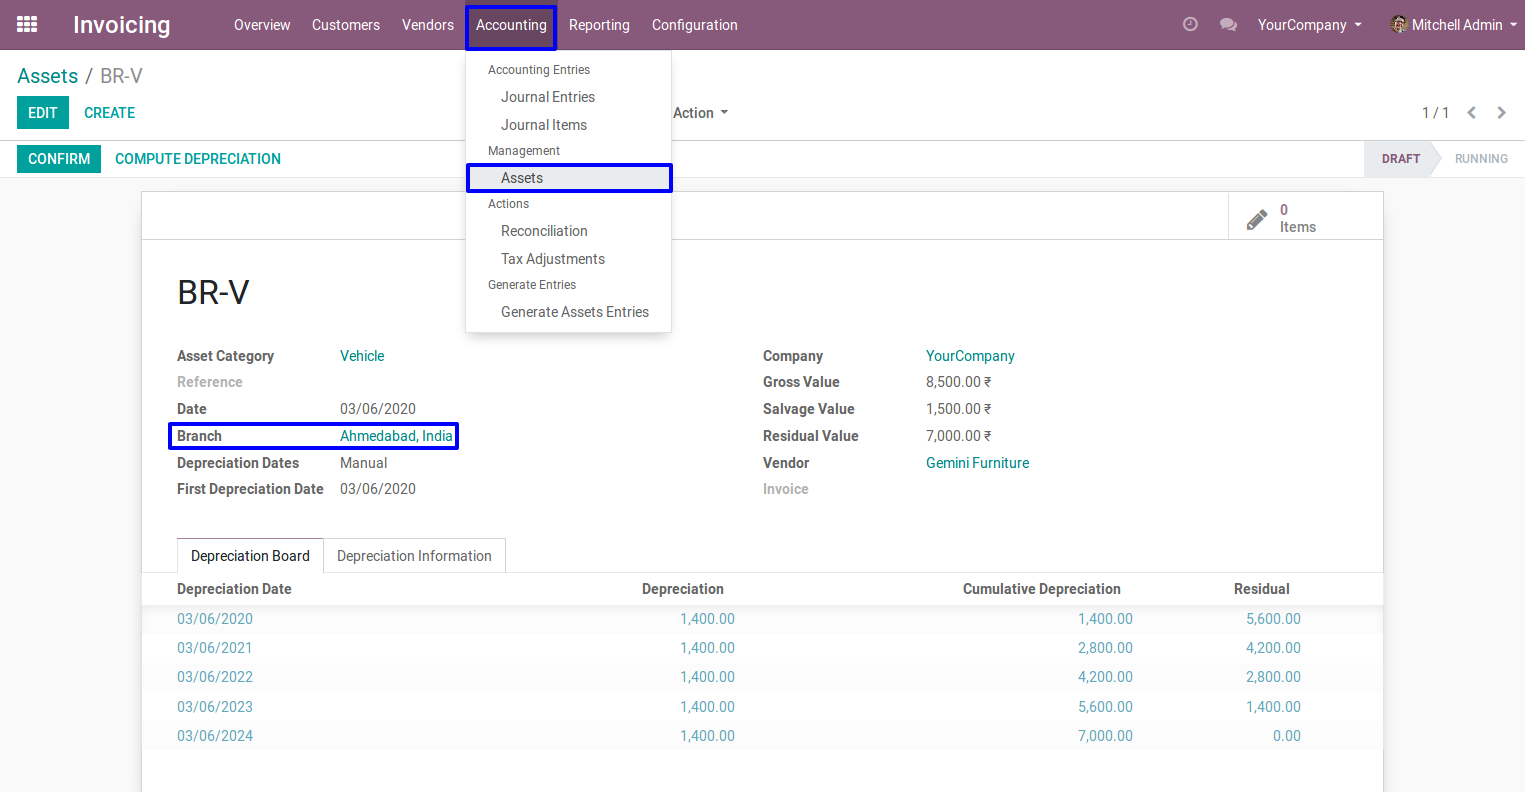 Invoicing Overview Customers Vendors Accounting Reporting Configuration YourCompany Mitchell Admin
Assets / BR-V
Accounting Entries
Journal Entries
Journal Items
Management
Assets
Actions
Reconciliation
Tax Adjustments
Generate Entries
Generate Assets Entries
EDIT CREATE Action 1 / 1
CONFIRM COMPUTE DEPRECIATION DRAFT RUNNING
0
Items
BR-V
Asset Category Vehicle
Reference
Date 03/06/2020
Branch Ahmedabad, India
Depreciation Dates Manual
First Depreciation Date 03/06/2020
Company YourCompany
Gross Value 8,500.00 ₹
Salvage Value 1,500.00 ₹
Residual Value 7,000.00 ₹
Vendor Gemini Furniture
Invoice
Depreciation Board Depreciation Information
Depreciation Date Depreciation Cumulative Depreciation Residual
03/06/2020 1,400.00 1,400.00 5,600.00
03/06/2021 1,400.00 2,800.00 4,200.00
03/06/2022 1,400.00 4,200.00 2,800.00
03/06/2023 1,400.00 5,600.00 1,400.00
03/06/2024 1,400.00 7,000.00 0.00